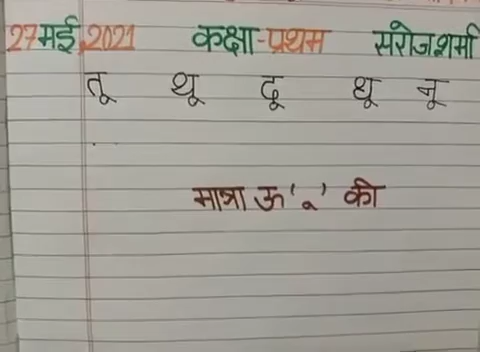 27मई,2021 कक्षा-प्रथम सरोजशर्मा
तू थू दू धू नू
मात्रा ऊ 'ू' की